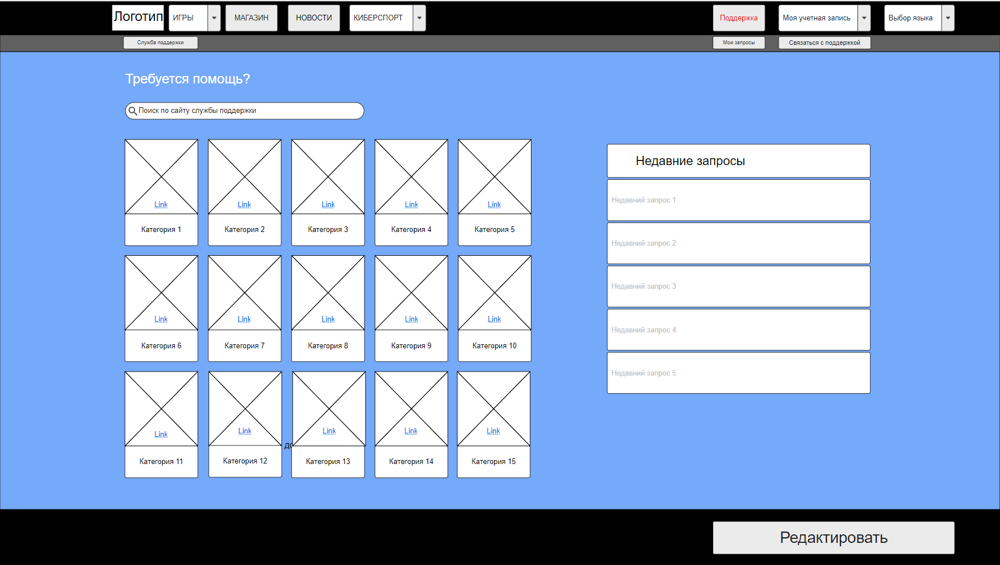 Логотип
ИГРЫ
МАГАЗИН
НОВОСТИ
КИБЕРСПОРТ
Поддержка
Моя учетная запись
Выбор языка
Служба поддержки
Мои запросы
Связаться с поддержкой
Требуется помощь?
Поиск по сайту службы поддержки
Link
Link
Link
Link
Link
Категория 1
Категория 2
Категория 3
Категория 4
Категория 5
Link
Link
Link
Link
Link
Категория 6
Категория 7
Категория 8
Категория 9
Категория 10
Link
Link
Link
Link
Link
Категория 11
Категория 12
Категория 13
Категория 14
Категория 15
Недавние запросы
Недавний запрос 1
Недавний запрос 2
Недавний запрос 3
Недавний запрос 4
Недавний запрос 5
Редактировать